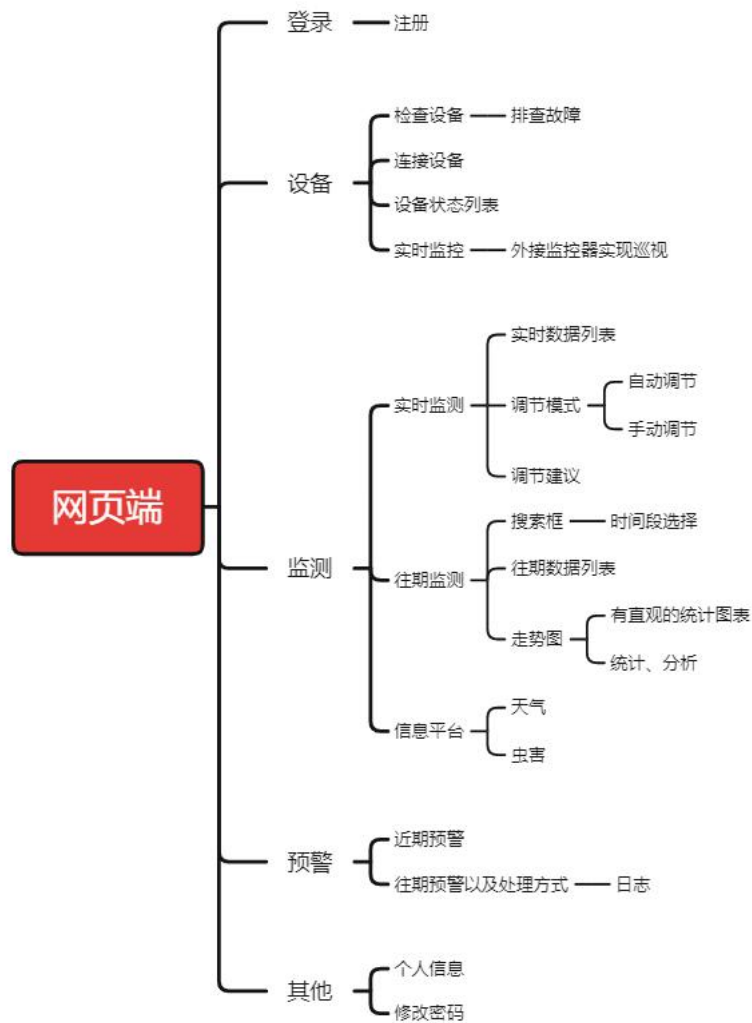 登录
注册
设备
检查设备
排查故障
连接设备
设备状态列表
实时监控
外接监控器实现巡视
网页端
监测
实时监测
实时数据列表
调节模式
自动调节
手动调节
调节建议
往期监测
搜索框
时间段选择
往期数据列表
走势图
有直观的统计图表
统计、分析
信息平台
天气
虫害
预警
近期预警
往期预警以及处理方式
日志
其他
个人信息
修改密码